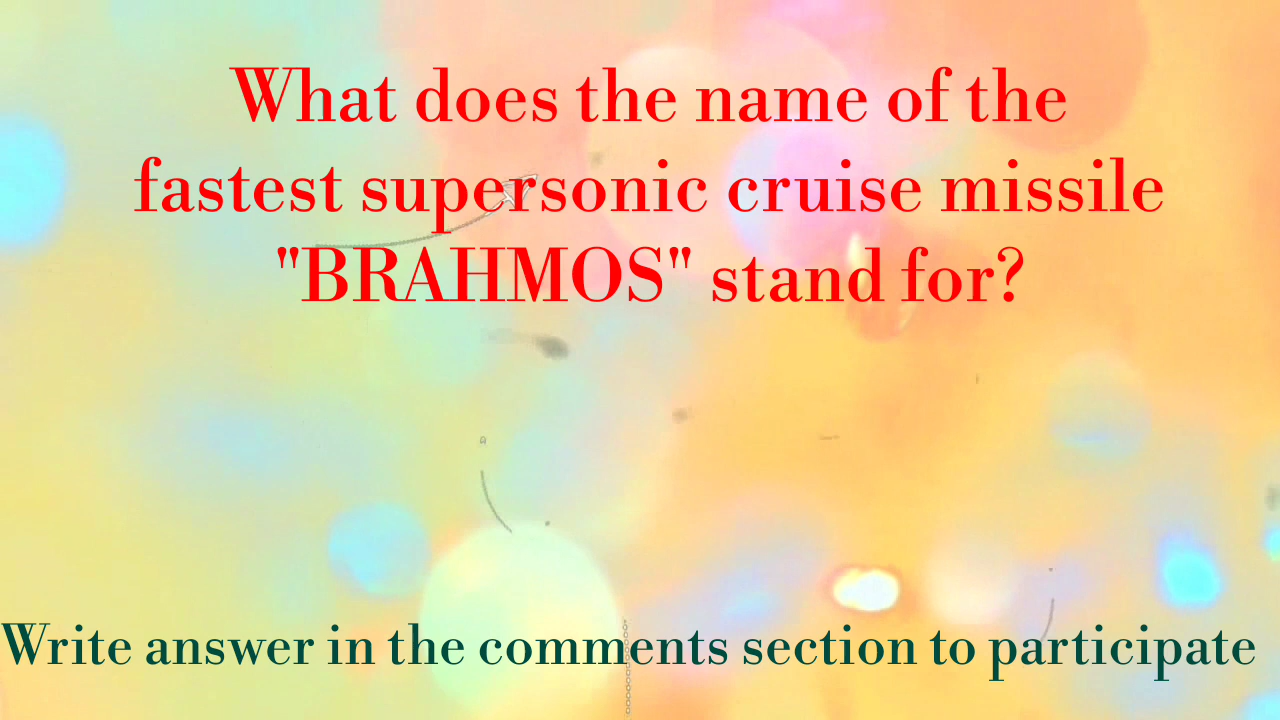 What does the name of the
fastest supersonic cruise missile
"BRAHMOS" stand for?
Write answer in the comments section to participate